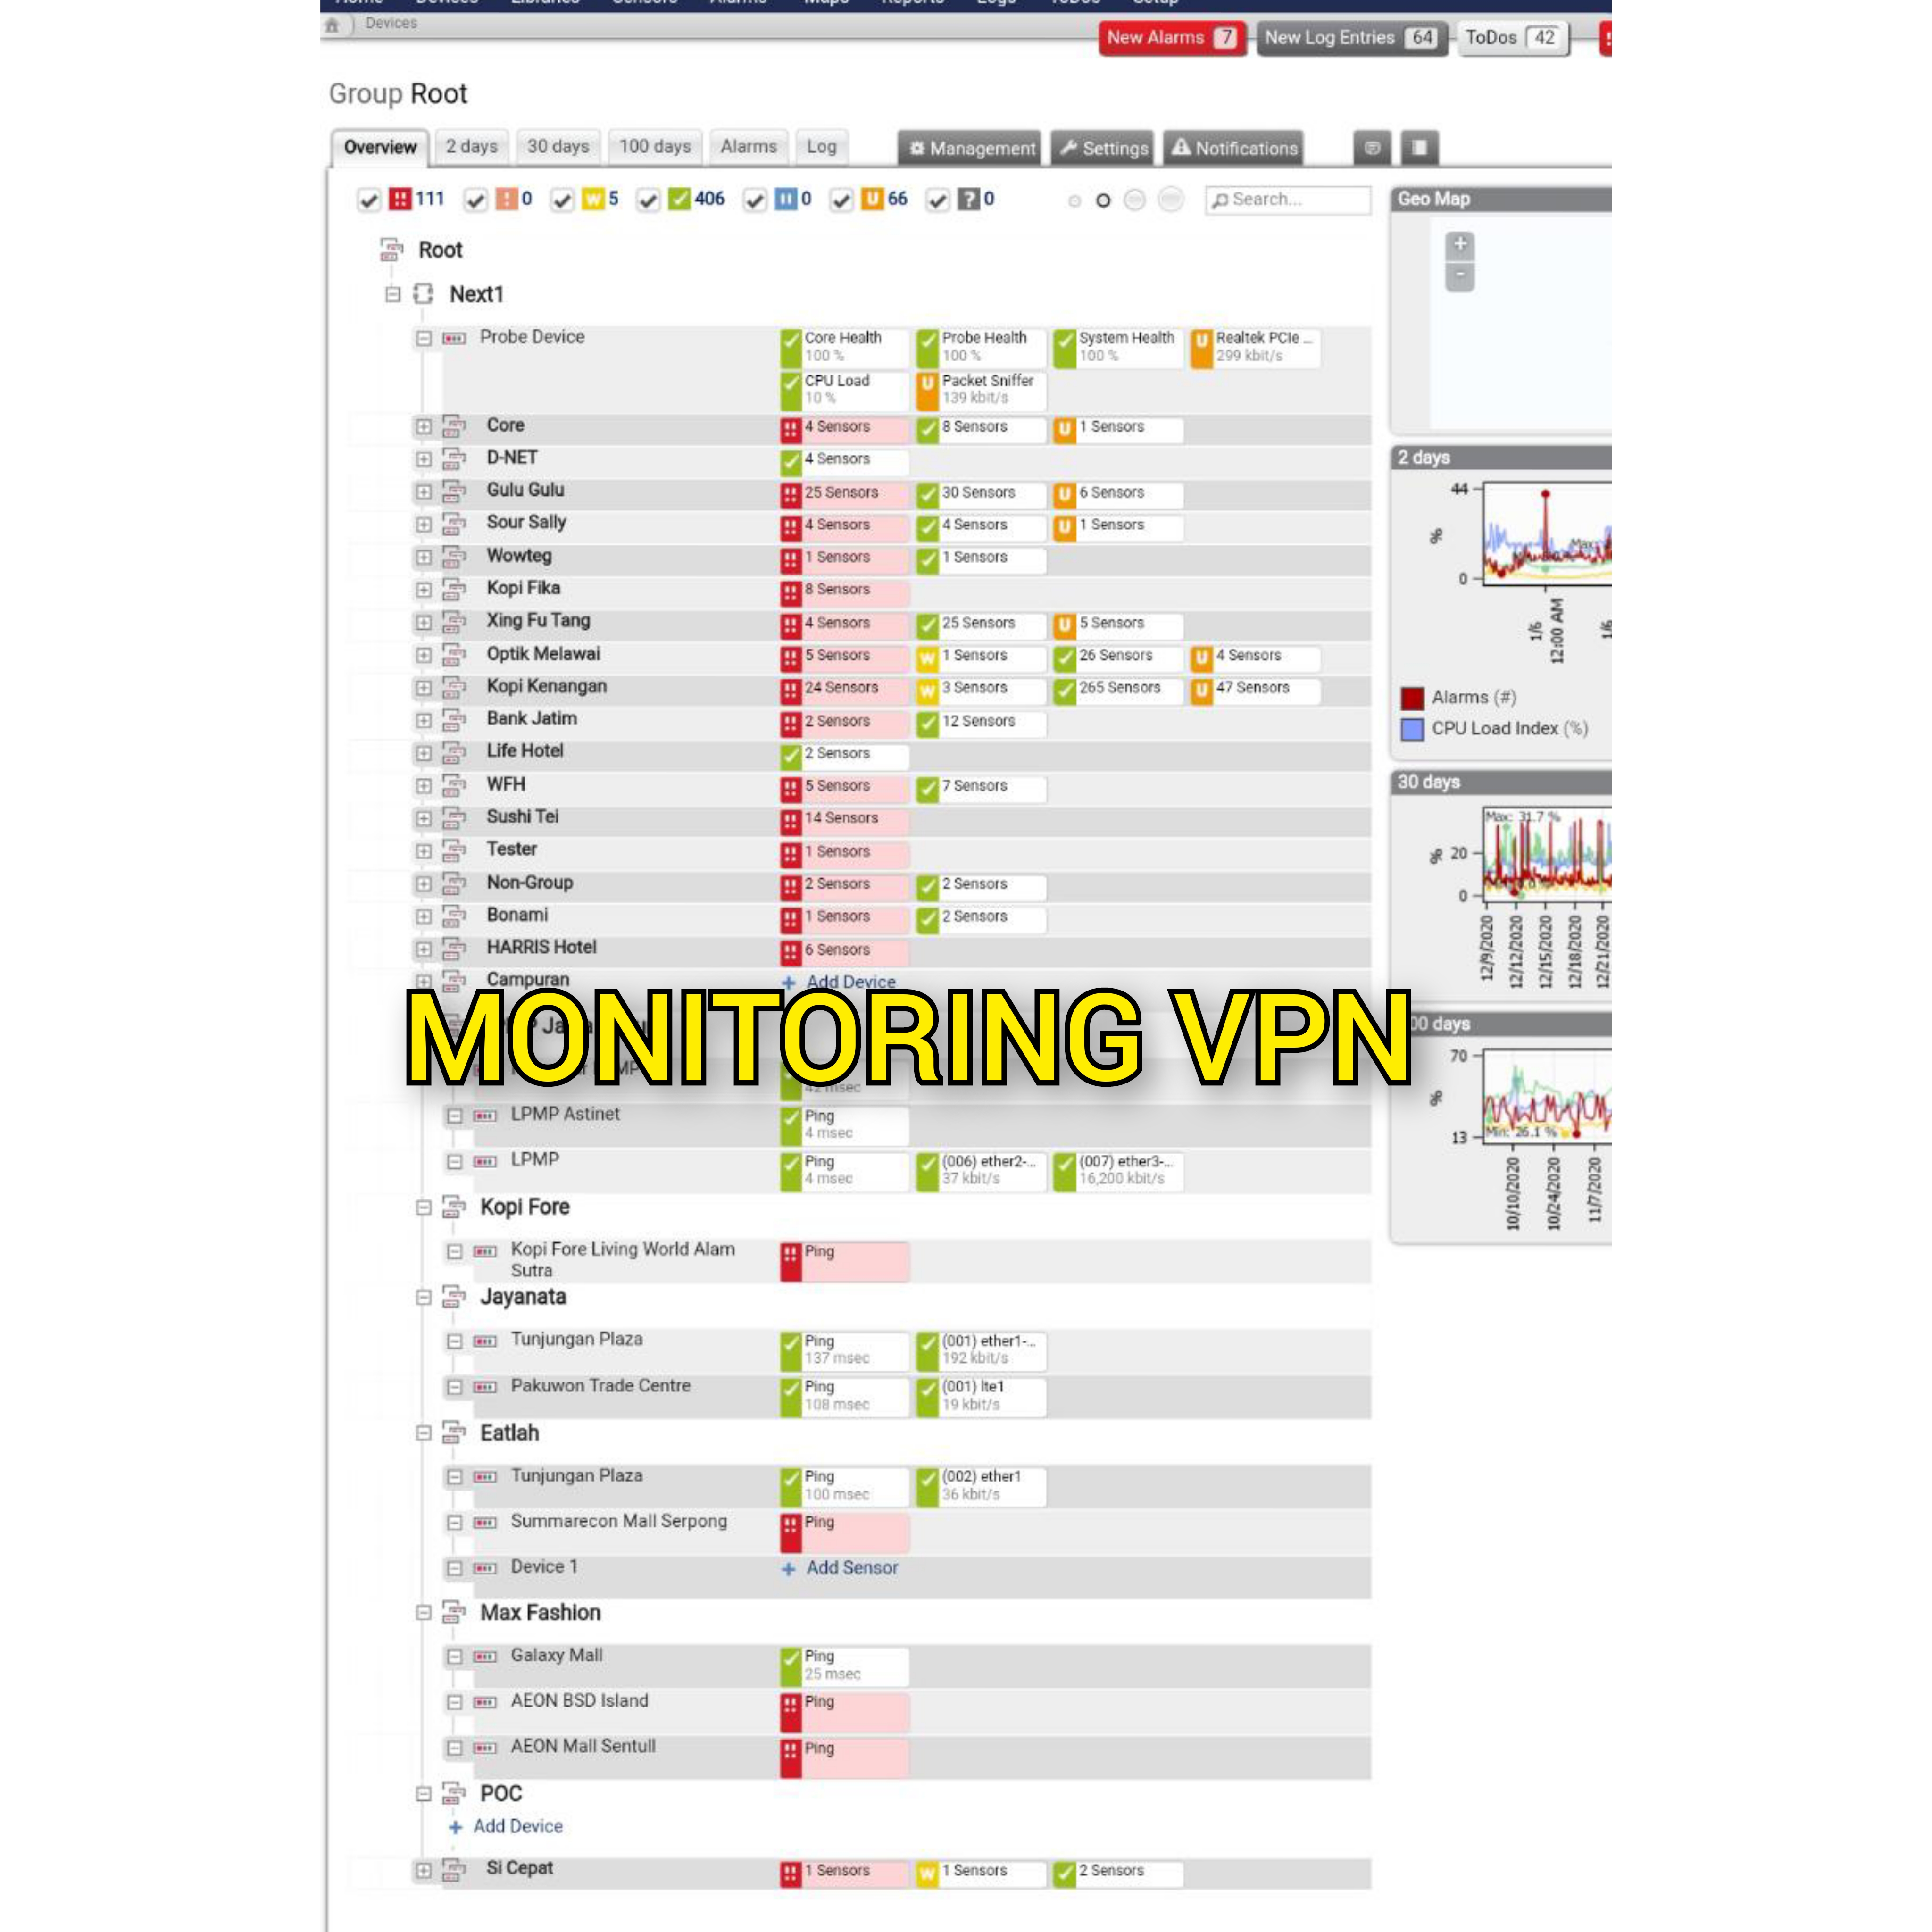 Home Devices Libraries Sensors Alarms Maps Reports Logs ToDos Setup
Devices
New Alarms 7 New Log Entries 64 ToDos 42
Group Root
Overview 2 days 30 days 100 days Alarms Log Management Settings Notifications
111 0 W 5 406 0 U 66 ? 0 Search...
Root
Next1
Probe Device
Core Health 100 % Probe Health 100 % System Health 100 % U Realtek PCIe ... 299 kbit/s
CPU Load 10 % U Packet Sniffer 139 kbit/s
Core 4 Sensors 8 Sensors U 1 Sensors
D-NET 4 Sensors
Gulu Gulu 25 Sensors 30 Sensors U 6 Sensors
Sour Sally 4 Sensors 4 Sensors U 1 Sensors
Wowteg 1 Sensors 1 Sensors
Kopi Fika 8 Sensors
Xing Fu Tang 4 Sensors 25 Sensors U 5 Sensors
Optik Melawai 5 Sensors W 1 Sensors 26 Sensors U 4 Sensors
Kopi Kenangan 24 Sensors W 3 Sensors 265 Sensors U 47 Sensors
Bank Jatim 2 Sensors 12 Sensors
Life Hotel 2 Sensors
WFH 5 Sensors 7 Sensors
Sushi Tei 14 Sensors
Tester 1 Sensors
Non-Group 2 Sensors 2 Sensors
Bonami 1 Sensors 2 Sensors
HARRIS Hotel 6 Sensors
Campuran + Add Device
MONITORING VPN
42 msec
LPMP Astinet Ping 4 msec
LPMP Ping 4 msec (006) ether2-... 37 kbit/s (007) ether3-... 16,200 kbit/s
Kopi Fore
Kopi Fore Living World Alam Sutra Ping
Jayanata
Tunjungan Plaza Ping 137 msec (001) ether1-... 192 kbit/s
Pakuwon Trade Centre Ping 108 msec (001) lte1 19 kbit/s
Eatlah
Tunjungan Plaza Ping 100 msec (002) ether1 36 kbit/s
Summarecon Mall Serpong Ping
Device 1 + Add Sensor
Max Fashion
Galaxy Mall Ping 25 msec
AEON BSD Island Ping
AEON Mall Sentull Ping
POC
+ Add Device
Si Cepat 1 Sensors W 1 Sensors 2 Sensors
Geo Map
+
-
2 days
44
%
0
1/6 12:00 AM
Alarms (#)
CPU Load Index (%)
30 days
Max: 31.7 %
20
%
0
12/9/2020 12/12/2020 12/15/2020 12/18/2020 12/21/2020
00 days
70
%
13
Min: 26.1 %
10/10/2020 10/24/2020 11/7/2020